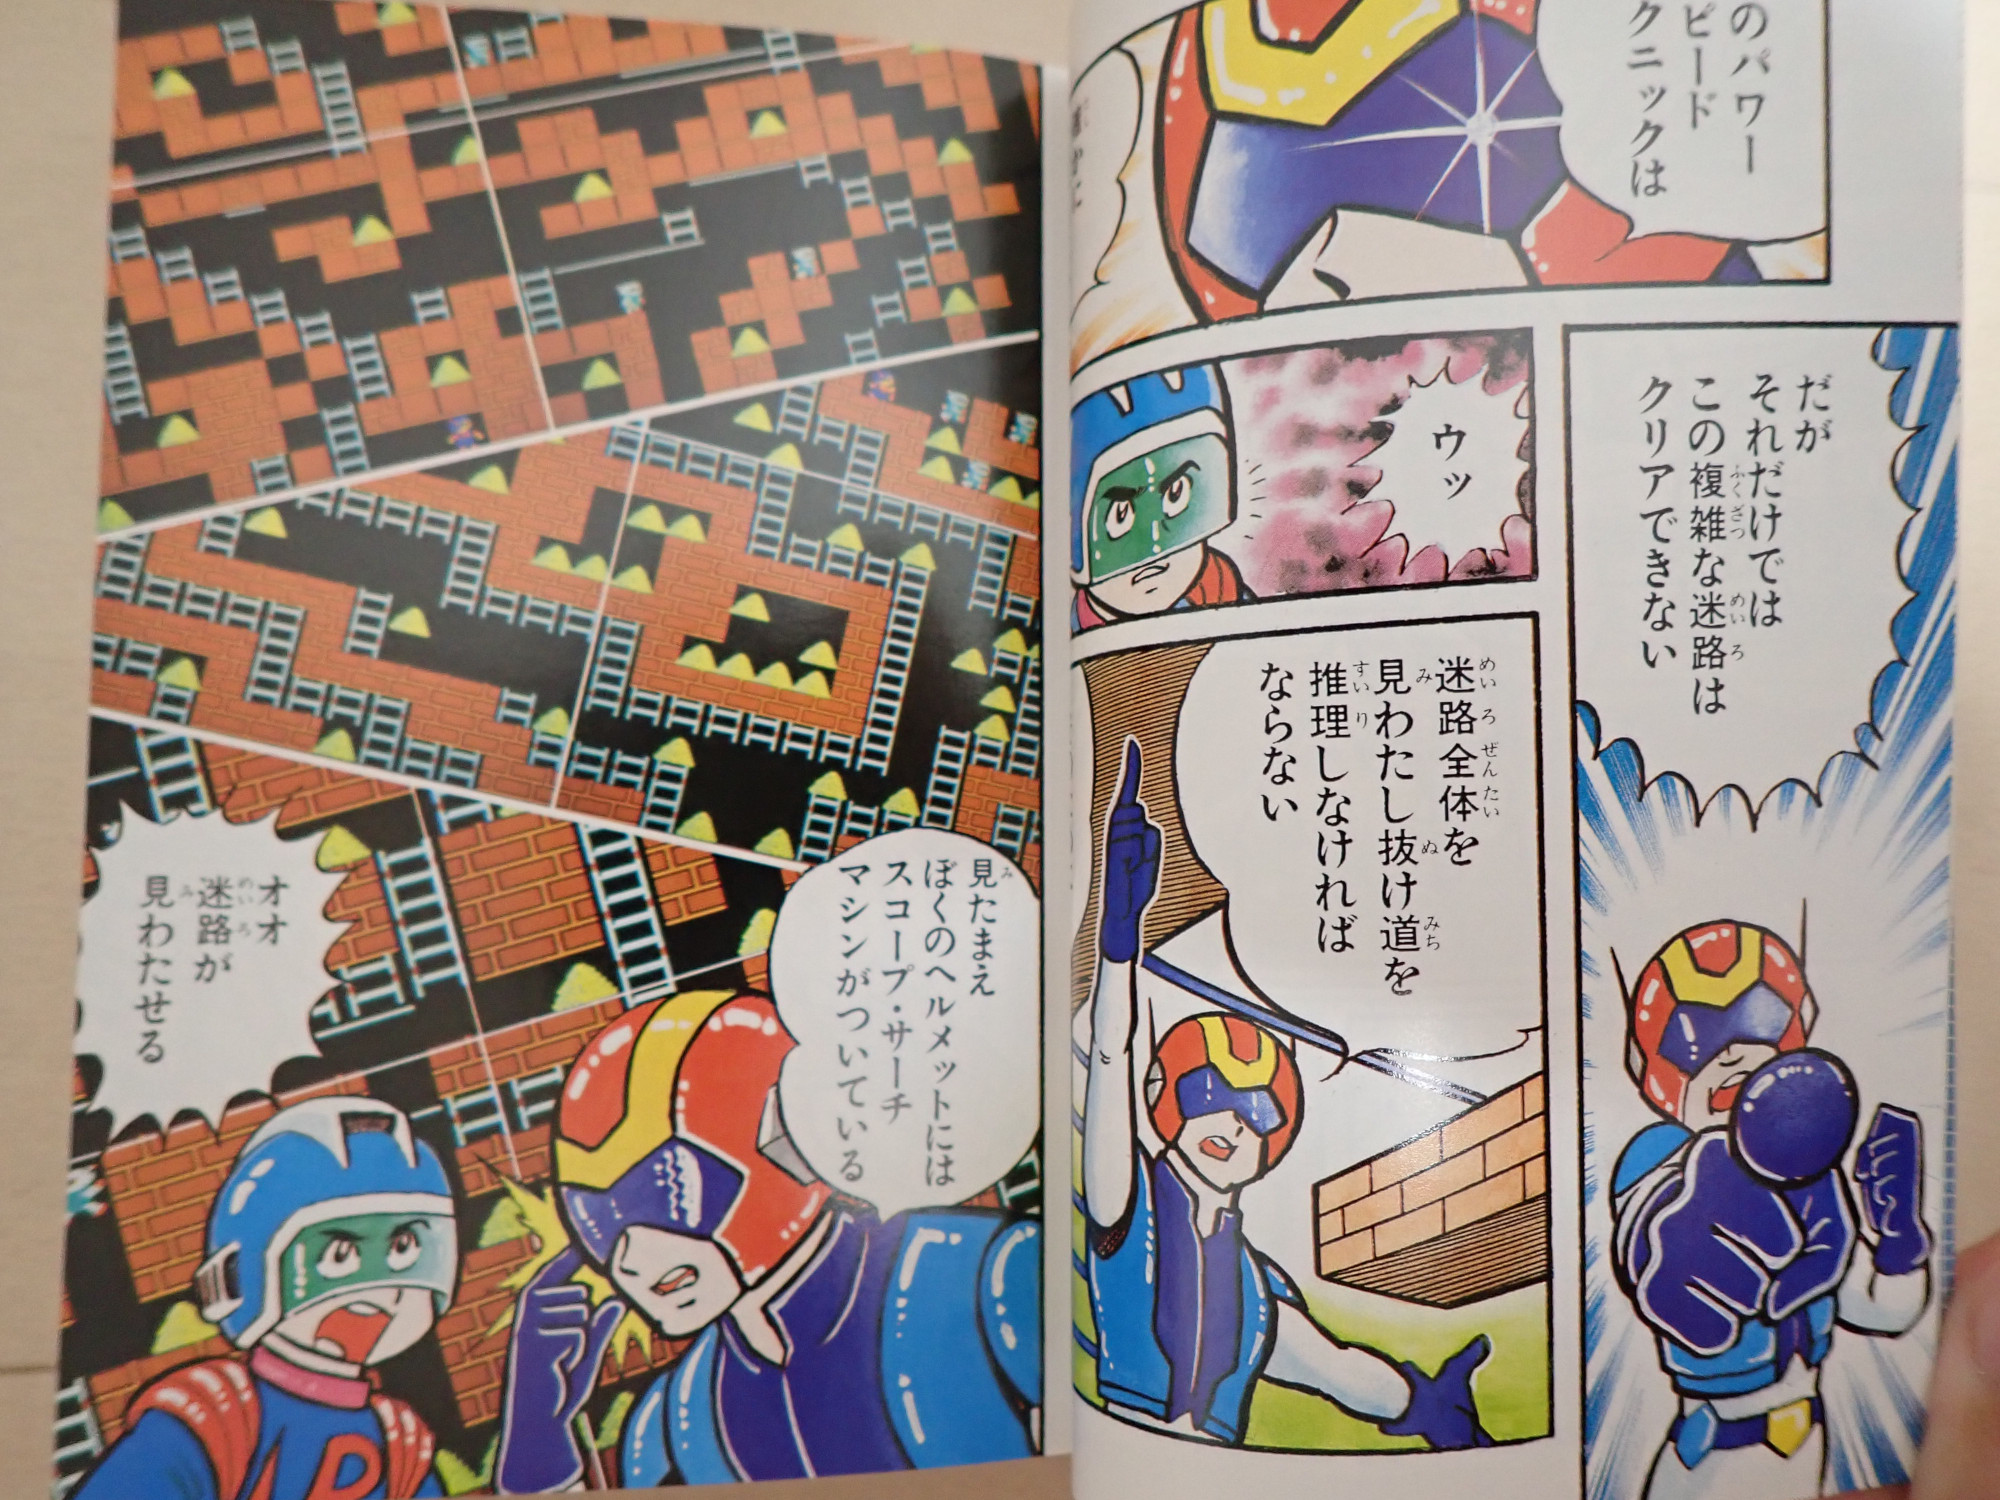 のパワー
ピード
クニックは
だが
それだけでは
この複雑な迷路は
クリアできない
ウッ
迷路全体を
見わたし抜け道を
推理しなければ
ならない
見たまえ
ぼくのヘルメットには
スコープ・サーチ
マシンがついている
オオ
迷路が
見わたせる